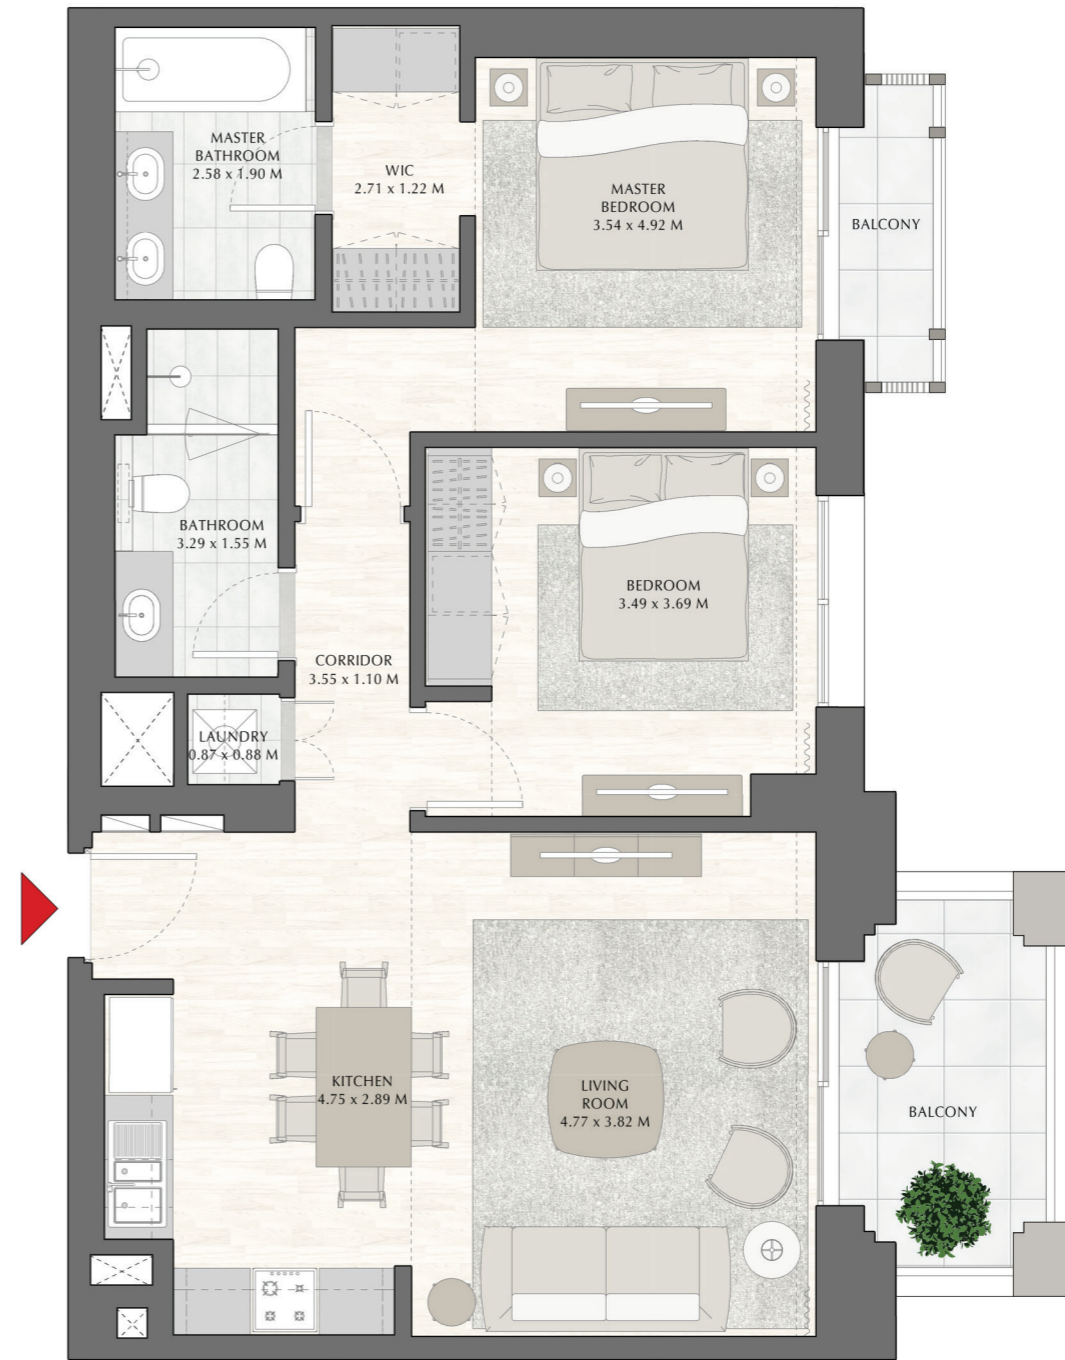 MASTER
BATHROOM
2.58 x 1.90 M
WIC
2.71 x 1.22 M
MASTER
BEDROOM
3.54 x 4.92 M
BALCONY
BATHROOM
3.29 x 1.55 M
BEDROOM
3.49 x 3.69 M
CORRIDOR
3.55 x 1.10 M
LAUNDRY
0.87 x 0.88 M
KITCHEN
4.75 x 2.89 M
LIVING
ROOM
4.77 x 3.82 M
BALCONY